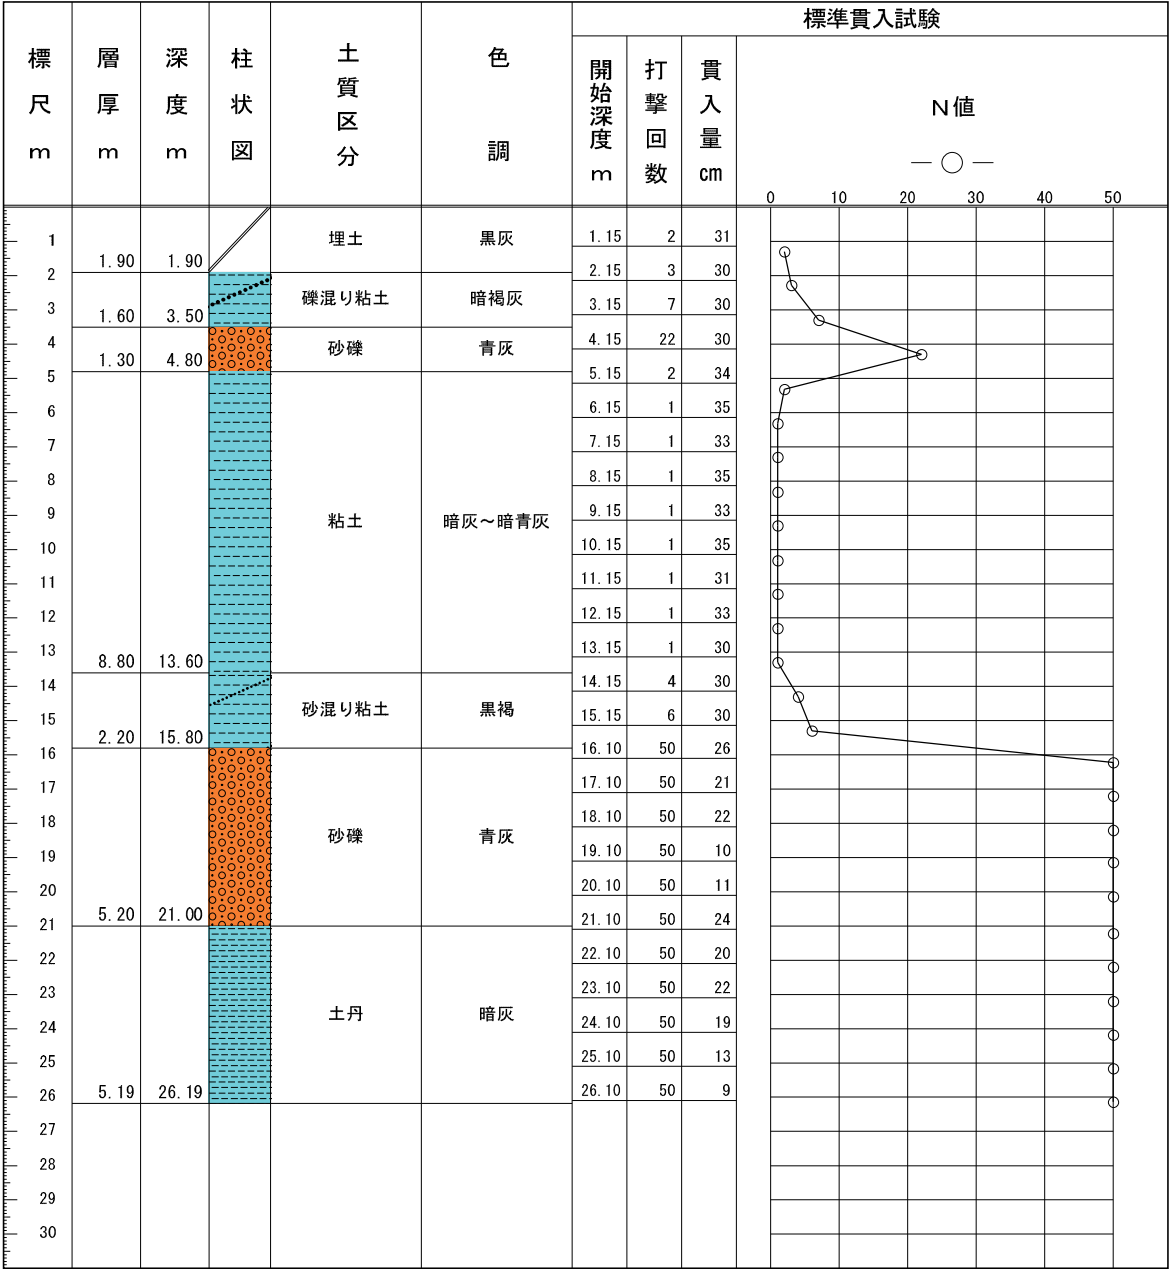 標準貫入試験
標尺 m
層厚 m
深度 m
柱状図
土質区分
色調
開始深度 m
打撃回数
貫入量 cm
N値
0 10 20 30 40 50
1 埋土 黒灰 1.15 2 31
1.90 1.90
2 2.15 3 30
礫混り粘土 暗褐灰
3 3.15 7 30
1.60 3.50
4 砂礫 青灰 4.15 22 30
1.30 4.80
5 5.15 2 34
6 6.15 1 35
7 7.15 1 33
8 8.15 1 35
9 9.15 1 33
粘土 暗灰～暗青灰
10 10.15 1 35
11 11.15 1 31
12 12.15 1 33
13 13.15 1 30
8.80 13.60
14 14.15 4 30
砂混り粘土 黒褐
15 15.15 6 30
2.20 15.80
16 16.10 50 26
17 17.10 50 21
18 18.10 50 22
砂礫 青灰
19 19.10 50 10
20 20.10 50 11
5.20 21.00
21 21.10 50 24
22 22.10 50 20
23 23.10 50 22
土丹 暗灰
24 24.10 50 19
25 25.10 50 13
26 5.19 26.19 26.10 50 9
27
28
29
30